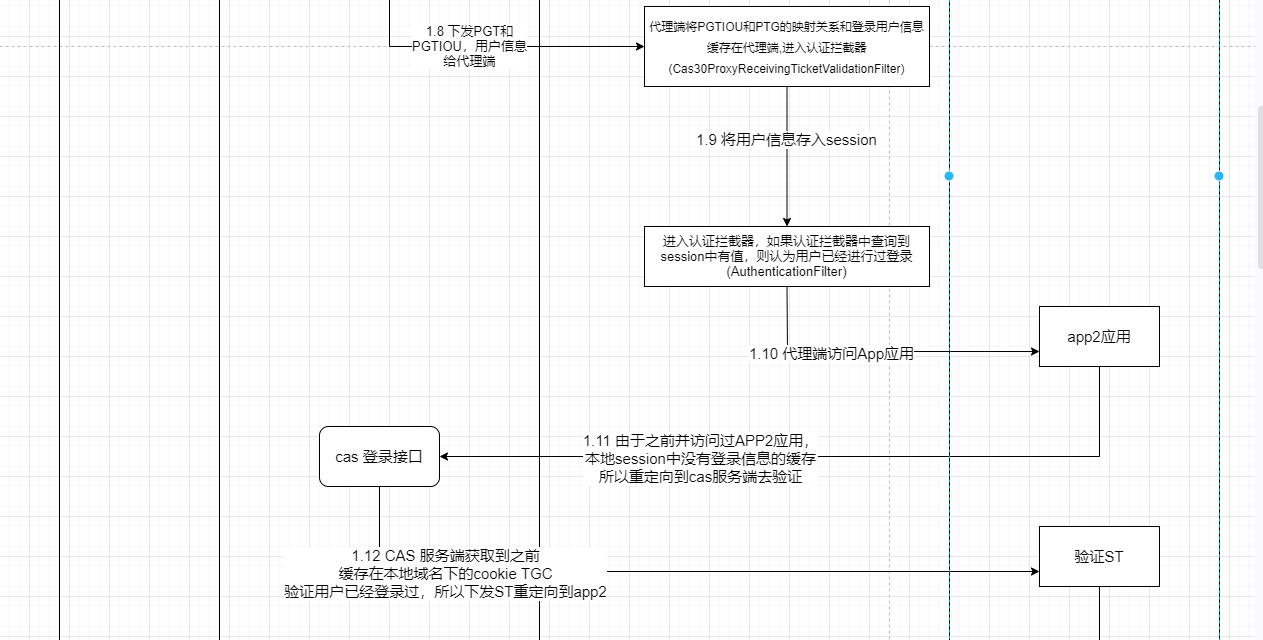 1.8 下发PGT和
PGTIOU，用户信息
给代理端
代理端将PGTIOU和PTG的映射关系和登录用户信息
缓存在代理端,进入认证拦截器
(Cas30ProxyReceivingTicketValidationFilter)
1.9 将用户信息存入session
进入认证拦截器，如果认证拦截器中查询到
session中有值，则认为用户已经进行过登录
(AuthenticationFilter)
1.10 代理端访问App应用
app2应用
1.11 由于之前并访问过APP2应用，
本地session中没有登录信息的缓存
所以重定向到cas服务端去验证
cas 登录接口
1.12 CAS 服务端获取到之前
缓存在本地域名下的cookie TGC
验证用户已经登录过，所以下发ST重定向到app2
验证ST